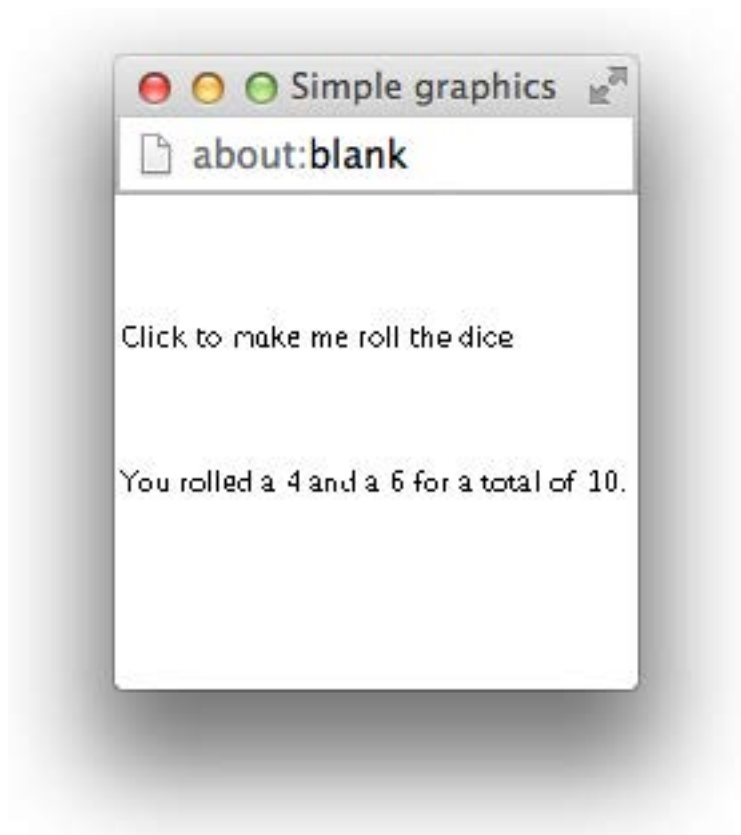 Simple graphics
about:blank
Click to make me roll the dice
You rolled a 4 and a 6 for a total of 10.